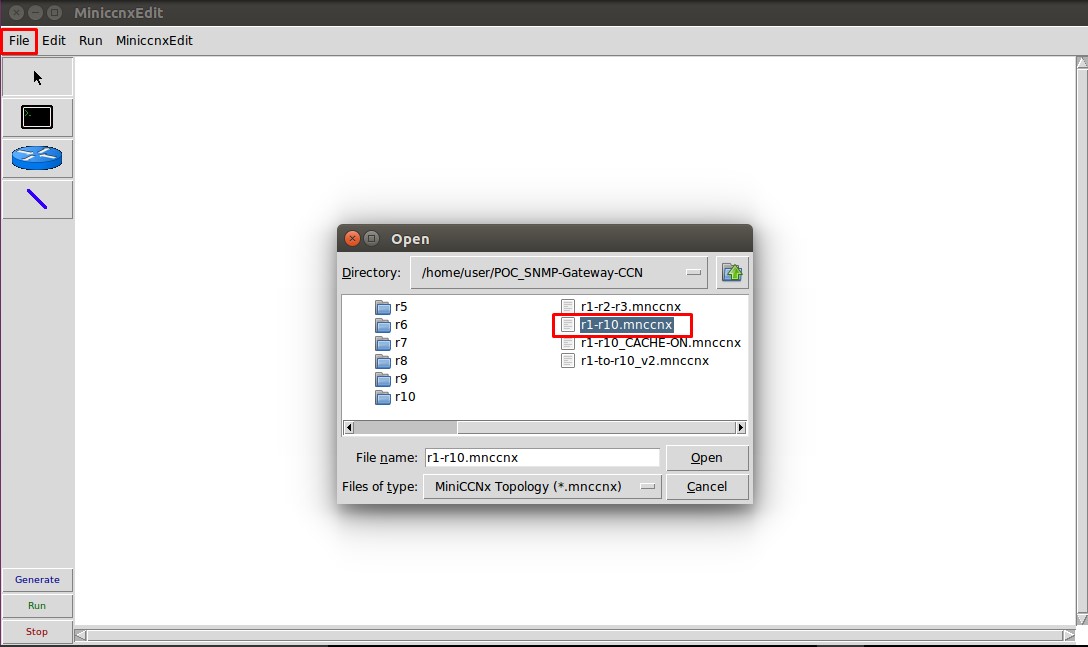 MiniccnxEdit
File Edit Run MiniccnxEdit
Open
Directory: /home/user/POC_SNMP-Gateway-CCN
r5
r6
r7
r8
r9
r10
r1-r2-r3.mnccnx
r1-r10.mnccnx
r1-r10_CACHE-ON.mnccnx
r1-to-r10_v2.mnccnx
File name: r1-r10.mnccnx Open
Files of type: MiniCCNx Topology (*.mnccnx) Cancel
Generate
Run
Stop